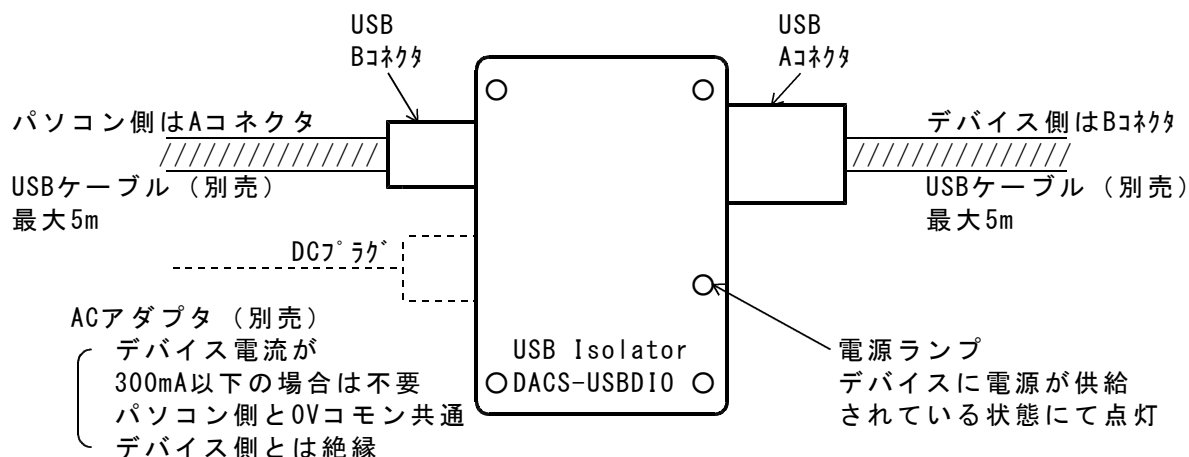 USB
Bｺﾈｸﾀ
USB
Aｺﾈｸﾀ
パソコン側はAコネクタ
デバイス側はBｺﾈｸﾀ
USBケーブル（別売）
最大5m
USBケーブル（別売）
最大5m
DCﾌﾟﾗｸﾞ
ACアダプタ（別売）
デバイス電流が
300mA以下の場合は不要
パソコン側と0Vコモン共通
デバイス側とは絶縁
USB Isolator
DACS-USBDIO
電源ランプ
デバイスに電源が供給
されている状態にて点灯